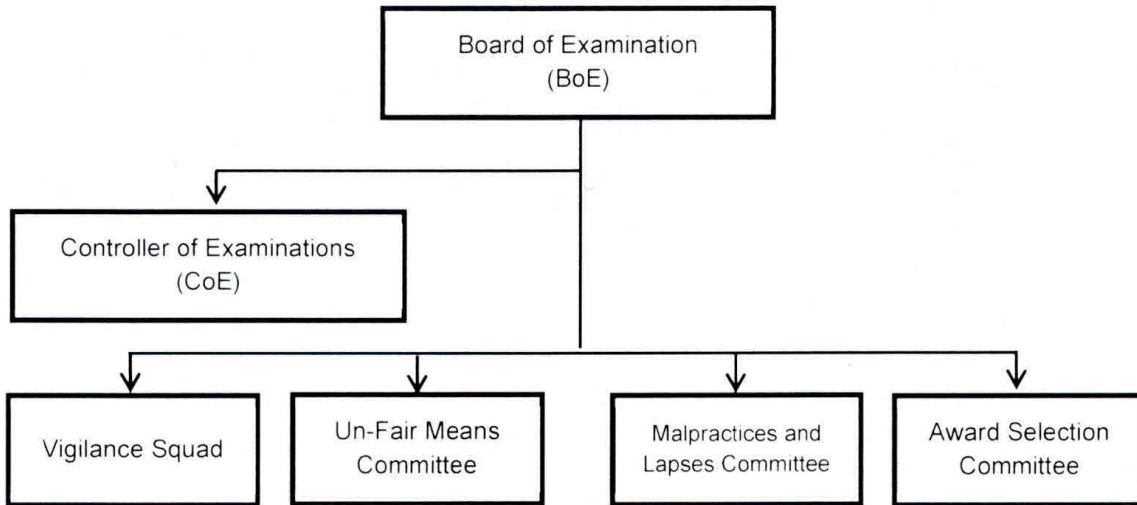 Board of Examination
(BoE)
Controller of Examinations
(CoE)
Vigilance Squad
Un-Fair Means
Committee
Malpractices and
Lapses Committee
Award Selection
Committee